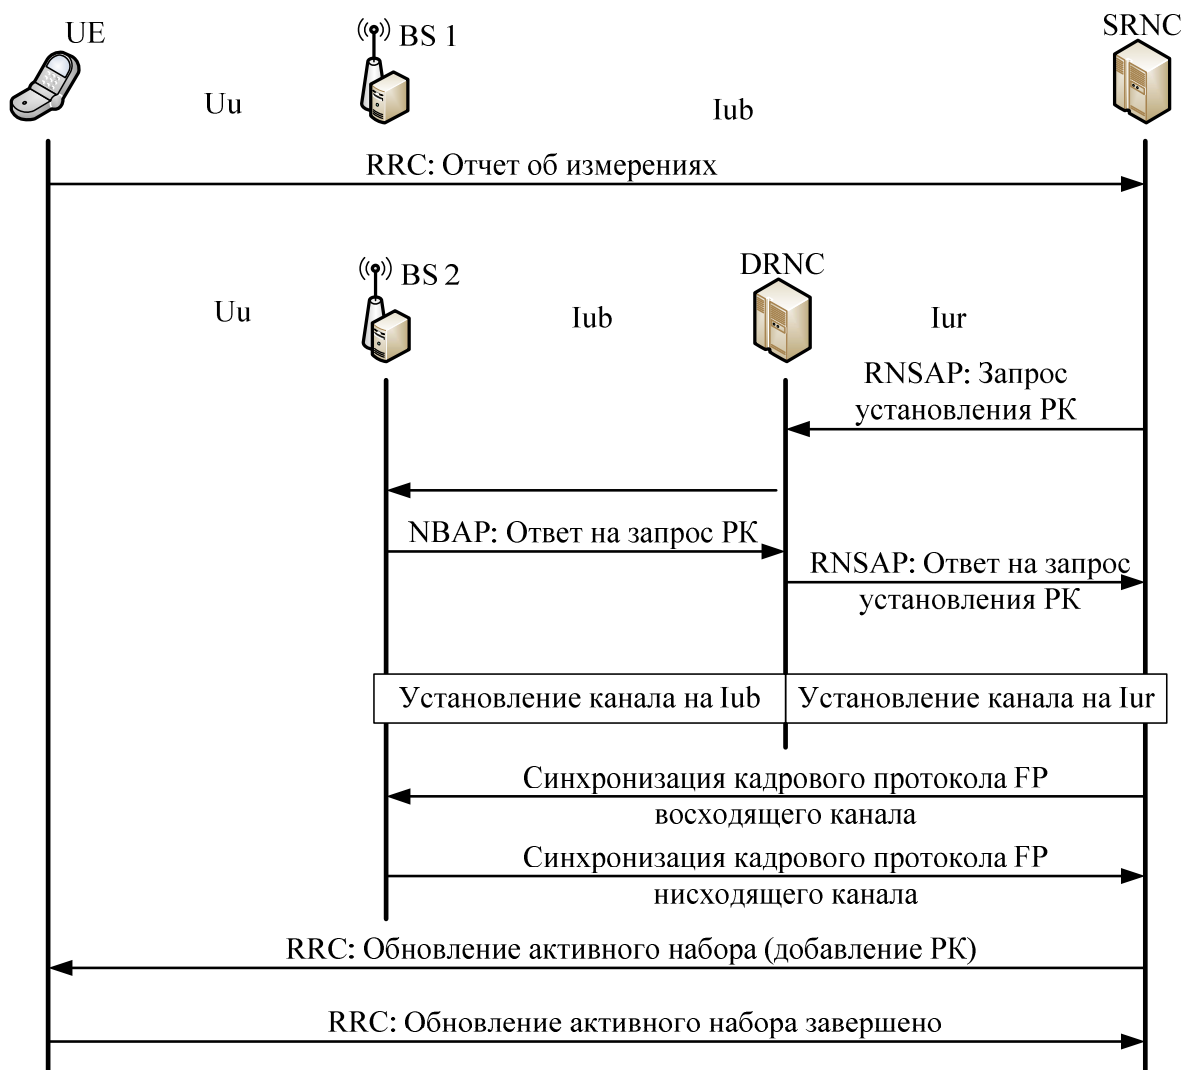 UE
BS 1
SRNC
Uu
Iub
RRC: Отчет об измерениях
BS 2
DRNC
Uu
Iub
Iur
RNSAP: Запрос
установления РК
NBAP: Ответ на запрос РК
RNSAP: Ответ на запрос
установления РК
Установление канала на Iub
Установление канала на Iur
Синхронизация кадрового протокола FP
восходящего канала
Синхронизация кадрового протокола FP
нисходящего канала
RRC: Обновление активного набора (добавление РК)
RRC: Обновление активного набора завершено